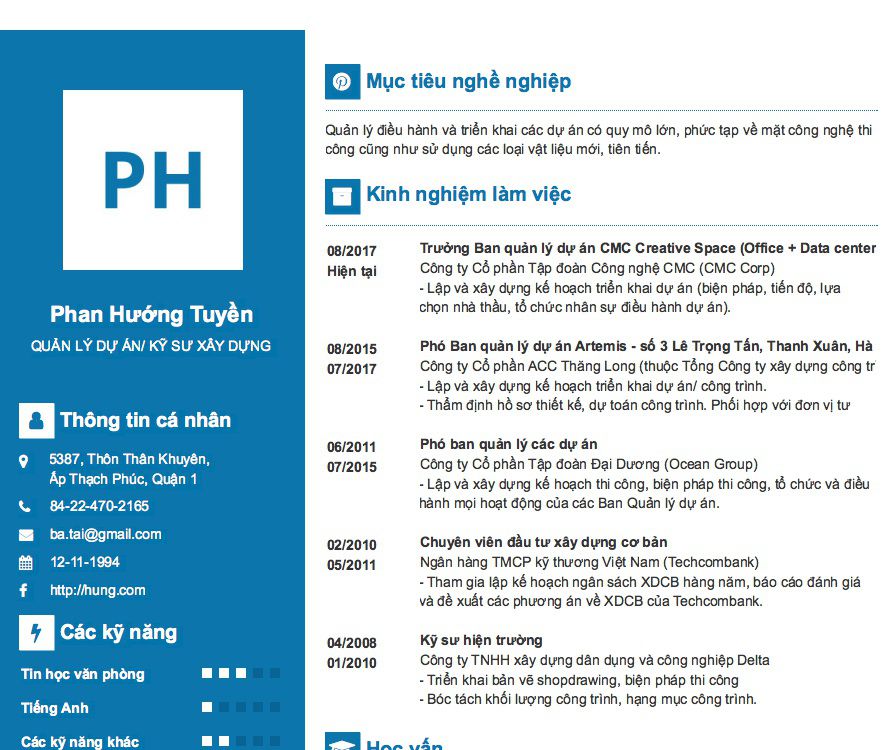 PH
Phan Hướng Tuyền
QUẢN LÝ DỰ ÁN/ KỸ SƯ XÂY DỰNG
Thông tin cá nhân
5387, Thôn Thân Khuyên,
Ấp Thạch Phúc, Quận 1
84-22-470-2165
ba.tai@gmail.com
12-11-1994
http://hung.com
Các kỹ năng
Tin học văn phòng
Tiếng Anh
Các kỹ năng khác
Mục tiêu nghề nghiệp
Quản lý điều hành và triển khai các dự án có quy mô lớn, phức tạp về mặt công nghệ thi
công cũng như sử dụng các loại vật liệu mới, tiên tiến.
Kinh nghiệm làm việc
08/2017
Hiện tại
Trưởng Ban quản lý dự án CMC Creative Space (Office + Data center
Công ty Cổ phần Tập đoàn Công nghệ CMC (CMC Corp)
- Lập và xây dựng kế hoạch triển khai dự án (biện pháp, tiến độ, lựa
chọn nhà thầu, tổ chức nhân sự điều hành dự án).
08/2015
07/2017
Phó Ban quản lý dự án Artemis - số 3 Lê Trọng Tấn, Thanh Xuân, Hà
Công ty Cổ phần ACC Thăng Long (thuộc Tổng Công ty xây dựng công tr
- Lập và xây dựng kế hoạch triển khai dự án/ công trình.
- Thẩm định hồ sơ thiết kế, dự toán công trình. Phối hợp với đơn vị tư
06/2011
07/2015
Phó ban quản lý các dự án
Công ty Cổ phần Tập đoàn Đại Dương (Ocean Group)
- Lập và xây dựng kế hoạch thi công, biện pháp thi công, tổ chức và điều
hành mọi hoạt động của các Ban Quản lý dự án.
02/2010
05/2011
Chuyên viên đầu tư xây dựng cơ bản
Ngân hàng TMCP kỹ thương Việt Nam (Techcombank)
- Tham gia lập kế hoạch ngân sách XDCB hàng năm, báo cáo đánh giá
và đề xuất các phương án về XDCB của Techcombank.
04/2008
01/2010
Kỹ sư hiện trường
Công ty TNHH xây dựng dân dụng và công nghiệp Delta
- Triển khai bản vẽ shopdrawing, biện pháp thi công
- Bóc tách khối lượng công trình, hạng mục công trình.
Học vấn